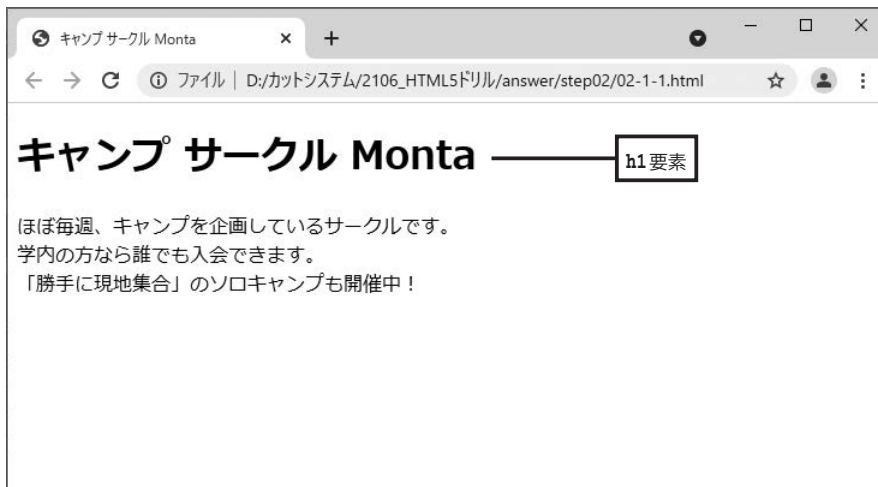 キャンプ サークル Monta
ファイル | D:/カットシステム/2106_HTML5ドリル/answer/step02/02-1-1.html
キャンプ サークル Monta
h1要素
ほぼ毎週、キャンプを企画しているサークルです。
学内の方なら誰でも入会できます。
「勝手に現地集合」のソロキャンプも開催中！